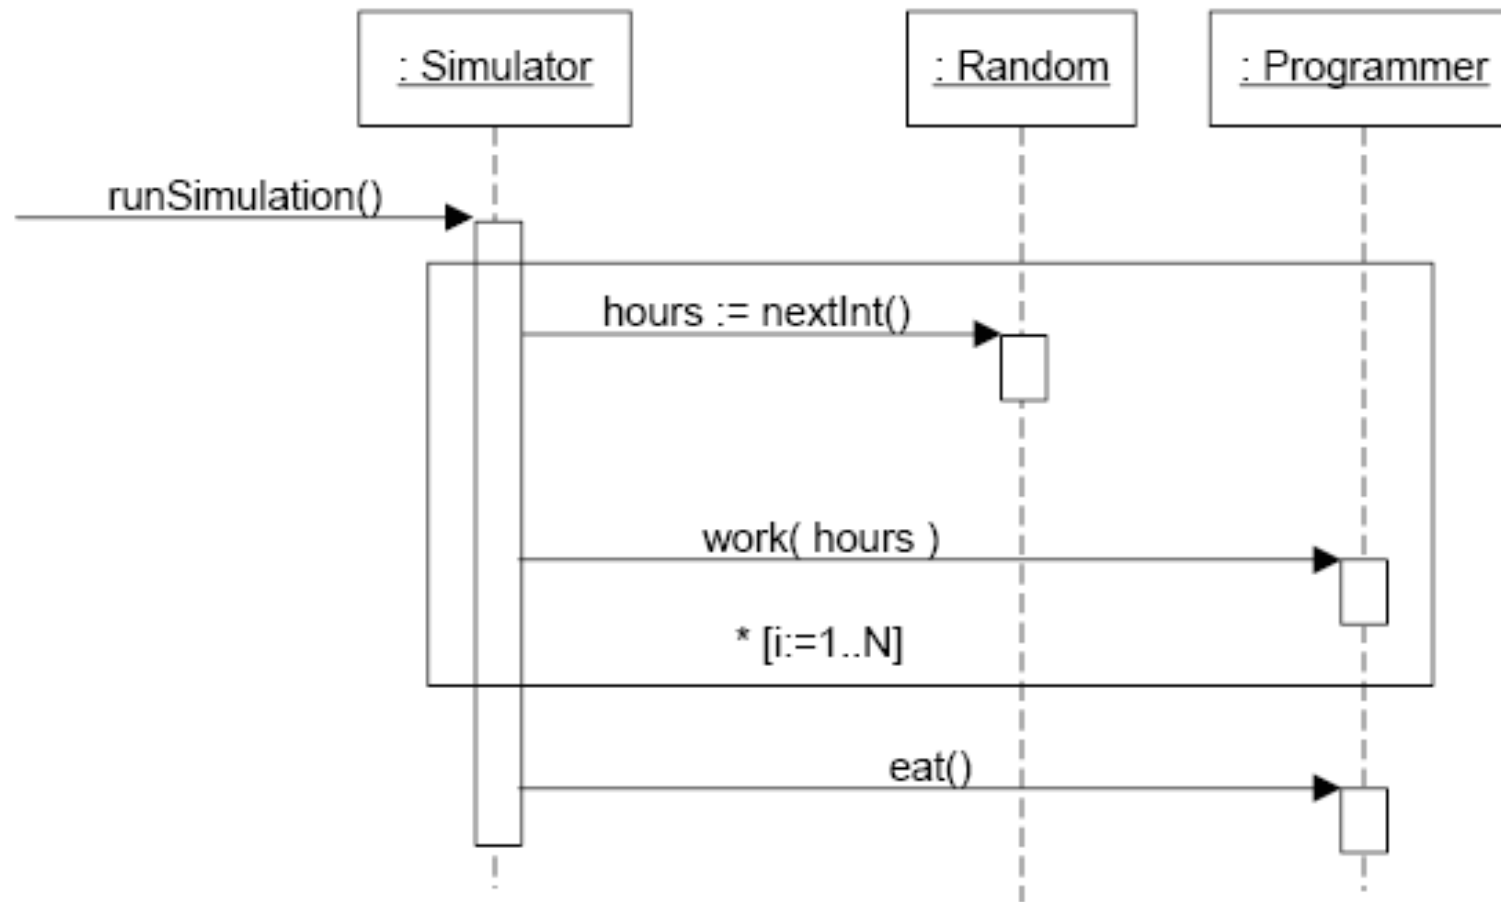 : Simulator
: Random
: Programmer
runSimulation()
hours := nextInt()
work( hours )
* [i:=1..N]
eat()